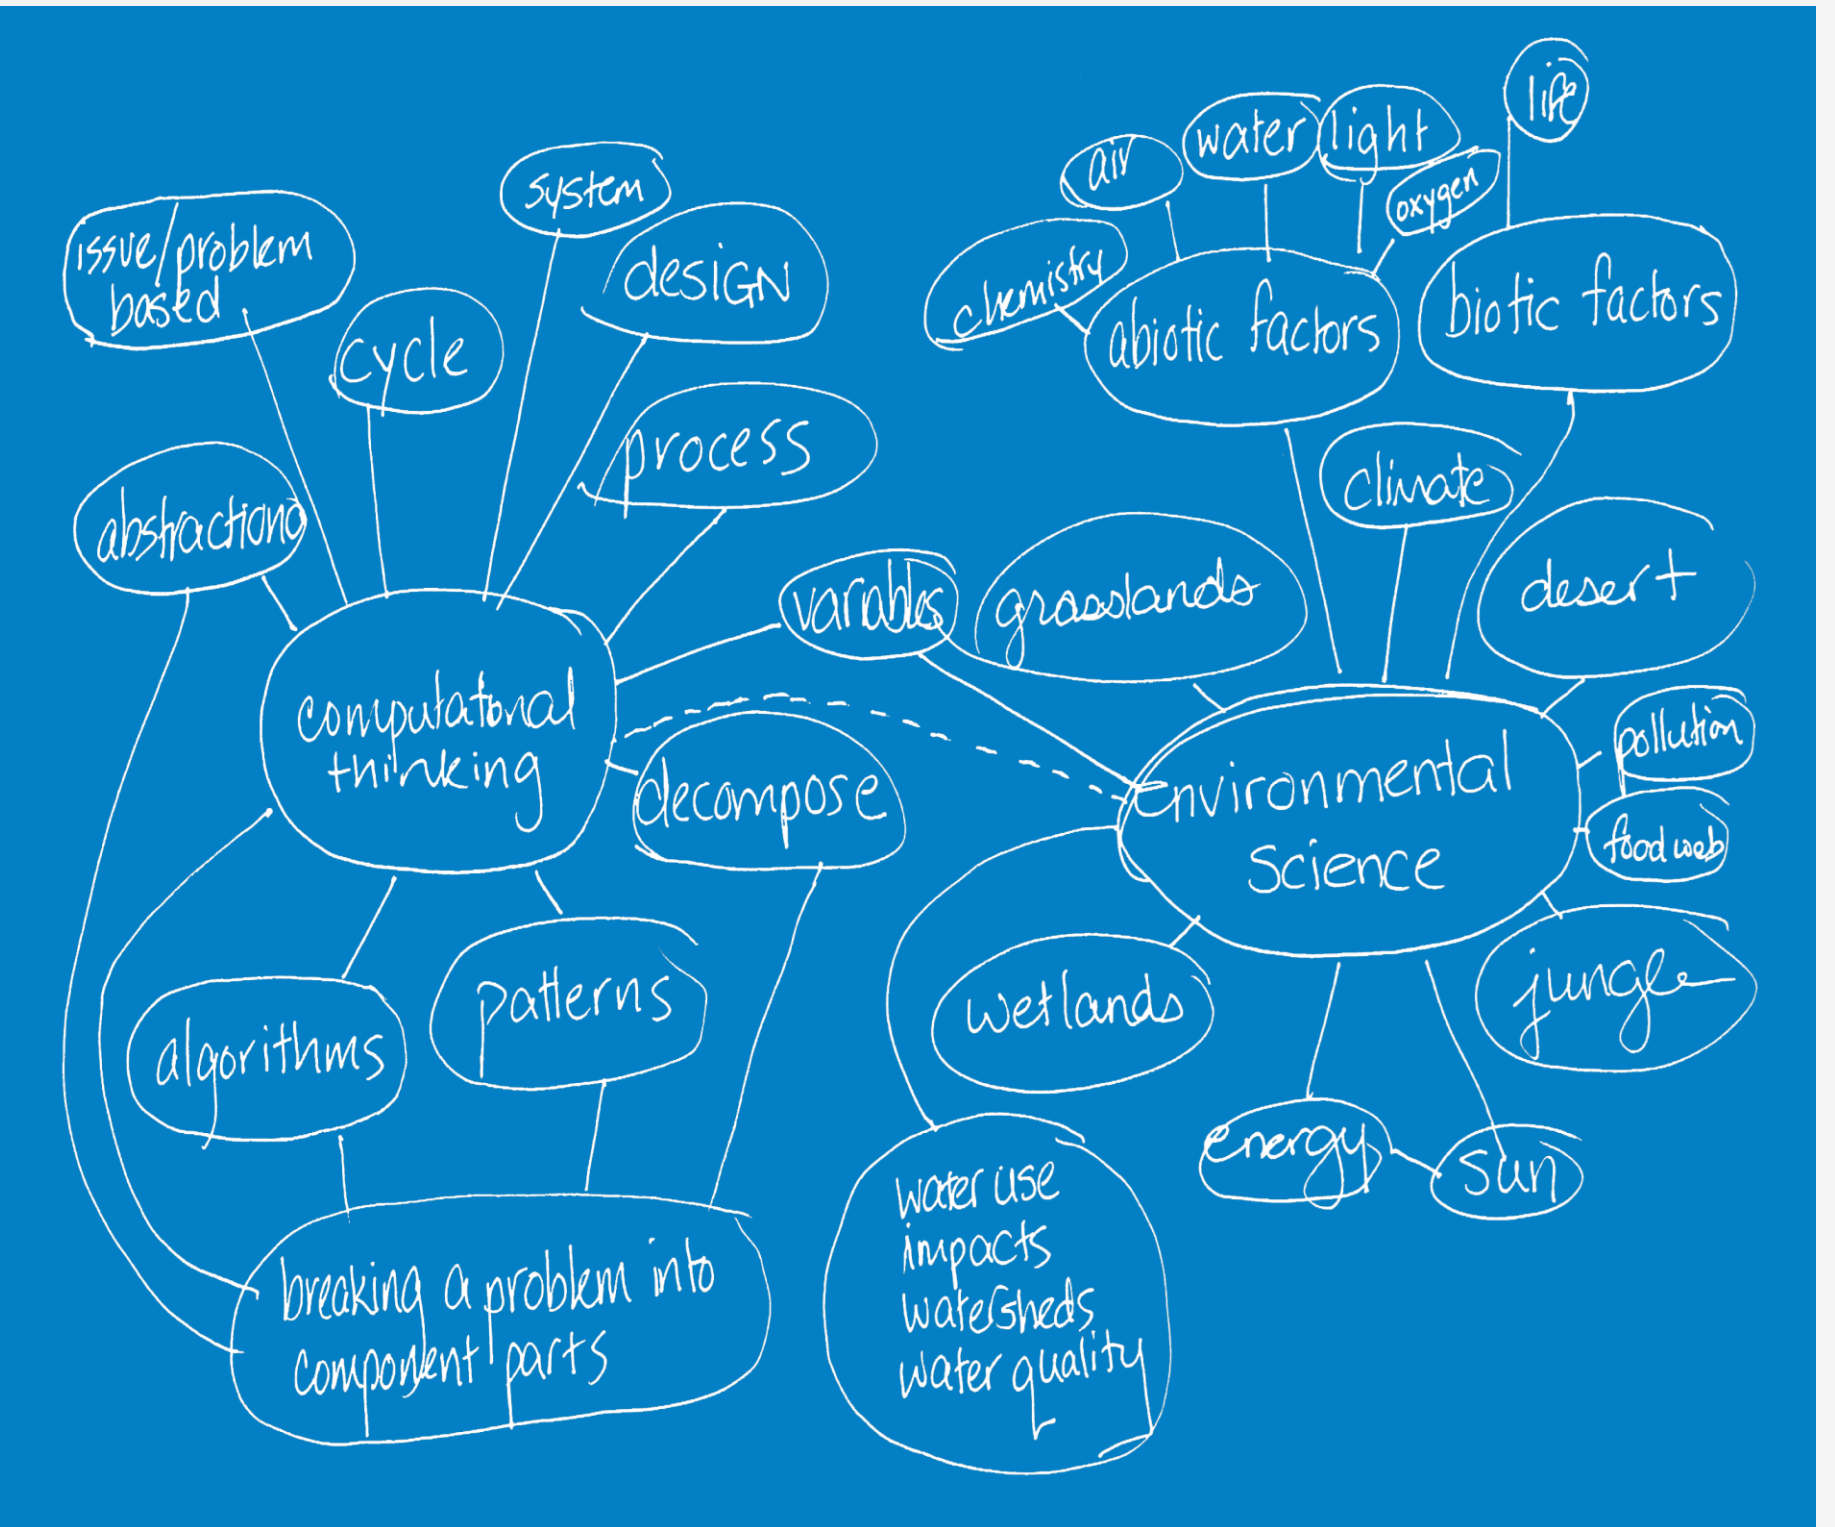 life
water
light
air
oxygen
system
issue/problem
based
design
chemistry
abiotic factors
biotic factors
cycle
process
climate
abstraction
variables
grasslands
desert
computational
thinking
pollution
decompose
environmental
science
food web
patterns
wetlands
jungle
algorithms
energy
sun
water use
impacts
watersheds
water quality
breaking a problem into
component parts